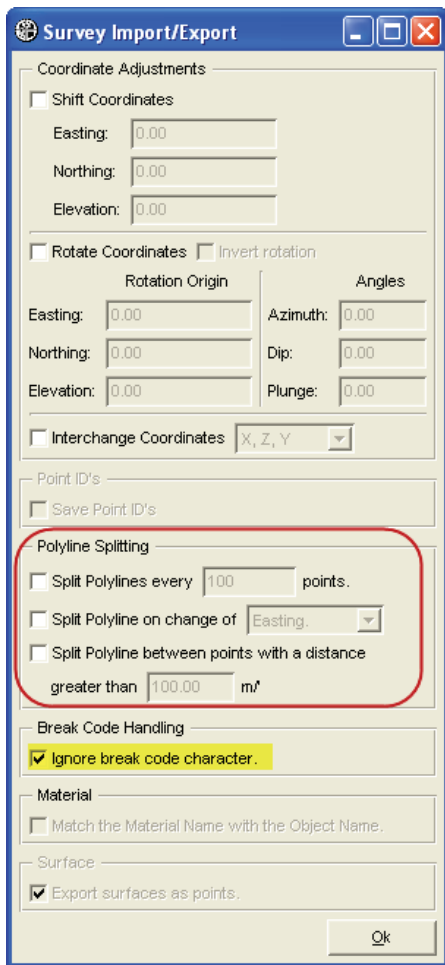 Survey Import/Export
Coordinate Adjustments
Shift Coordinates
Easting: 0.00
Northing: 0.00
Elevation: 0.00
Rotate Coordinates Invert rotation
Rotation Origin Angles
Easting: 0.00 Azimuth: 0.00
Northing: 0.00 Dip: 0.00
Elevation: 0.00 Plunge: 0.00
Interchange Coordinates X, Z, Y
Point ID's
Save Point ID's
Polyline Splitting
Split Polylines every 100 points.
Split Polyline on change of Easting.
Split Polyline between points with a distance
greater than 100.00 m/'
Break Code Handling
Ignore break code character.
Material
Match the Material Name with the Object Name.
Surface
Export surfaces as points.
Ok